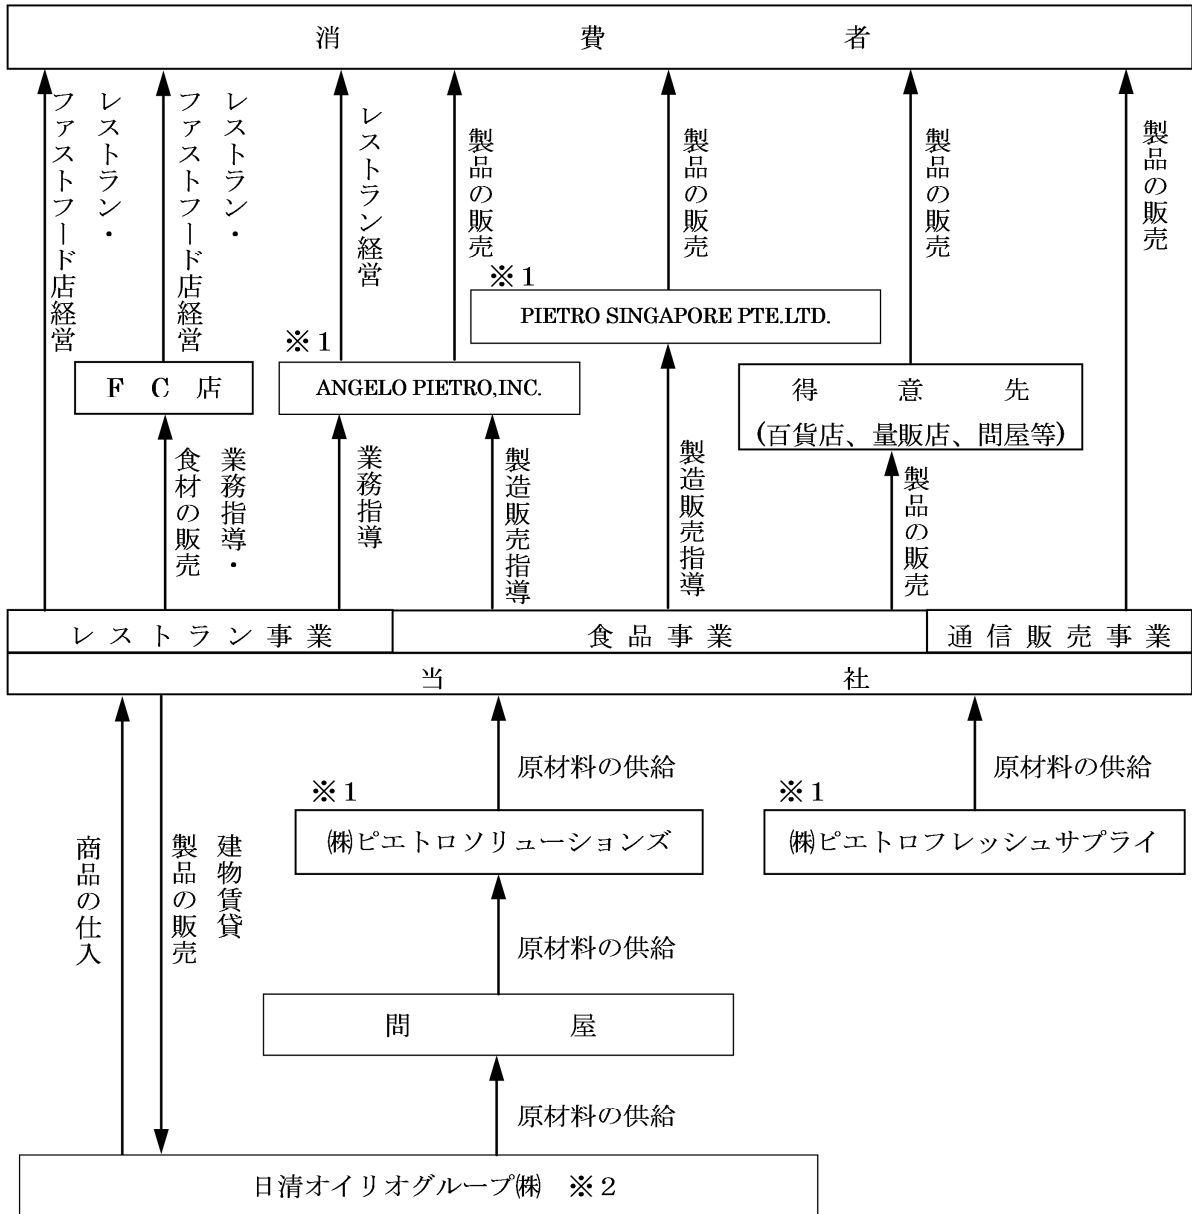 消費者
レストラン・
ファストフード店経営
レストラン・
ファストフード店経営
レストラン経営
製品の販売
製品の販売
製品の販売
製品の販売
※1
PIETRO SINGAPORE PTE.LTD.
※1
FC店
ANGELO PIETRO,INC.
得意先
(百貨店、量販店、問屋等)
業務指導・
食材の販売
業務指導
製造販売指導
製造販売指導
製品の販売
レストラン事業
食品事業
通信販売事業
当社
原材料の供給
原材料の供給
※1
※1
㈱ピエトロソリューションズ
㈱ピエトロフレッシュサプライ
商品の仕入
建物賃貸
製品の販売
原材料の供給
問屋
原材料の供給
日清オイリオグループ㈱ ※2